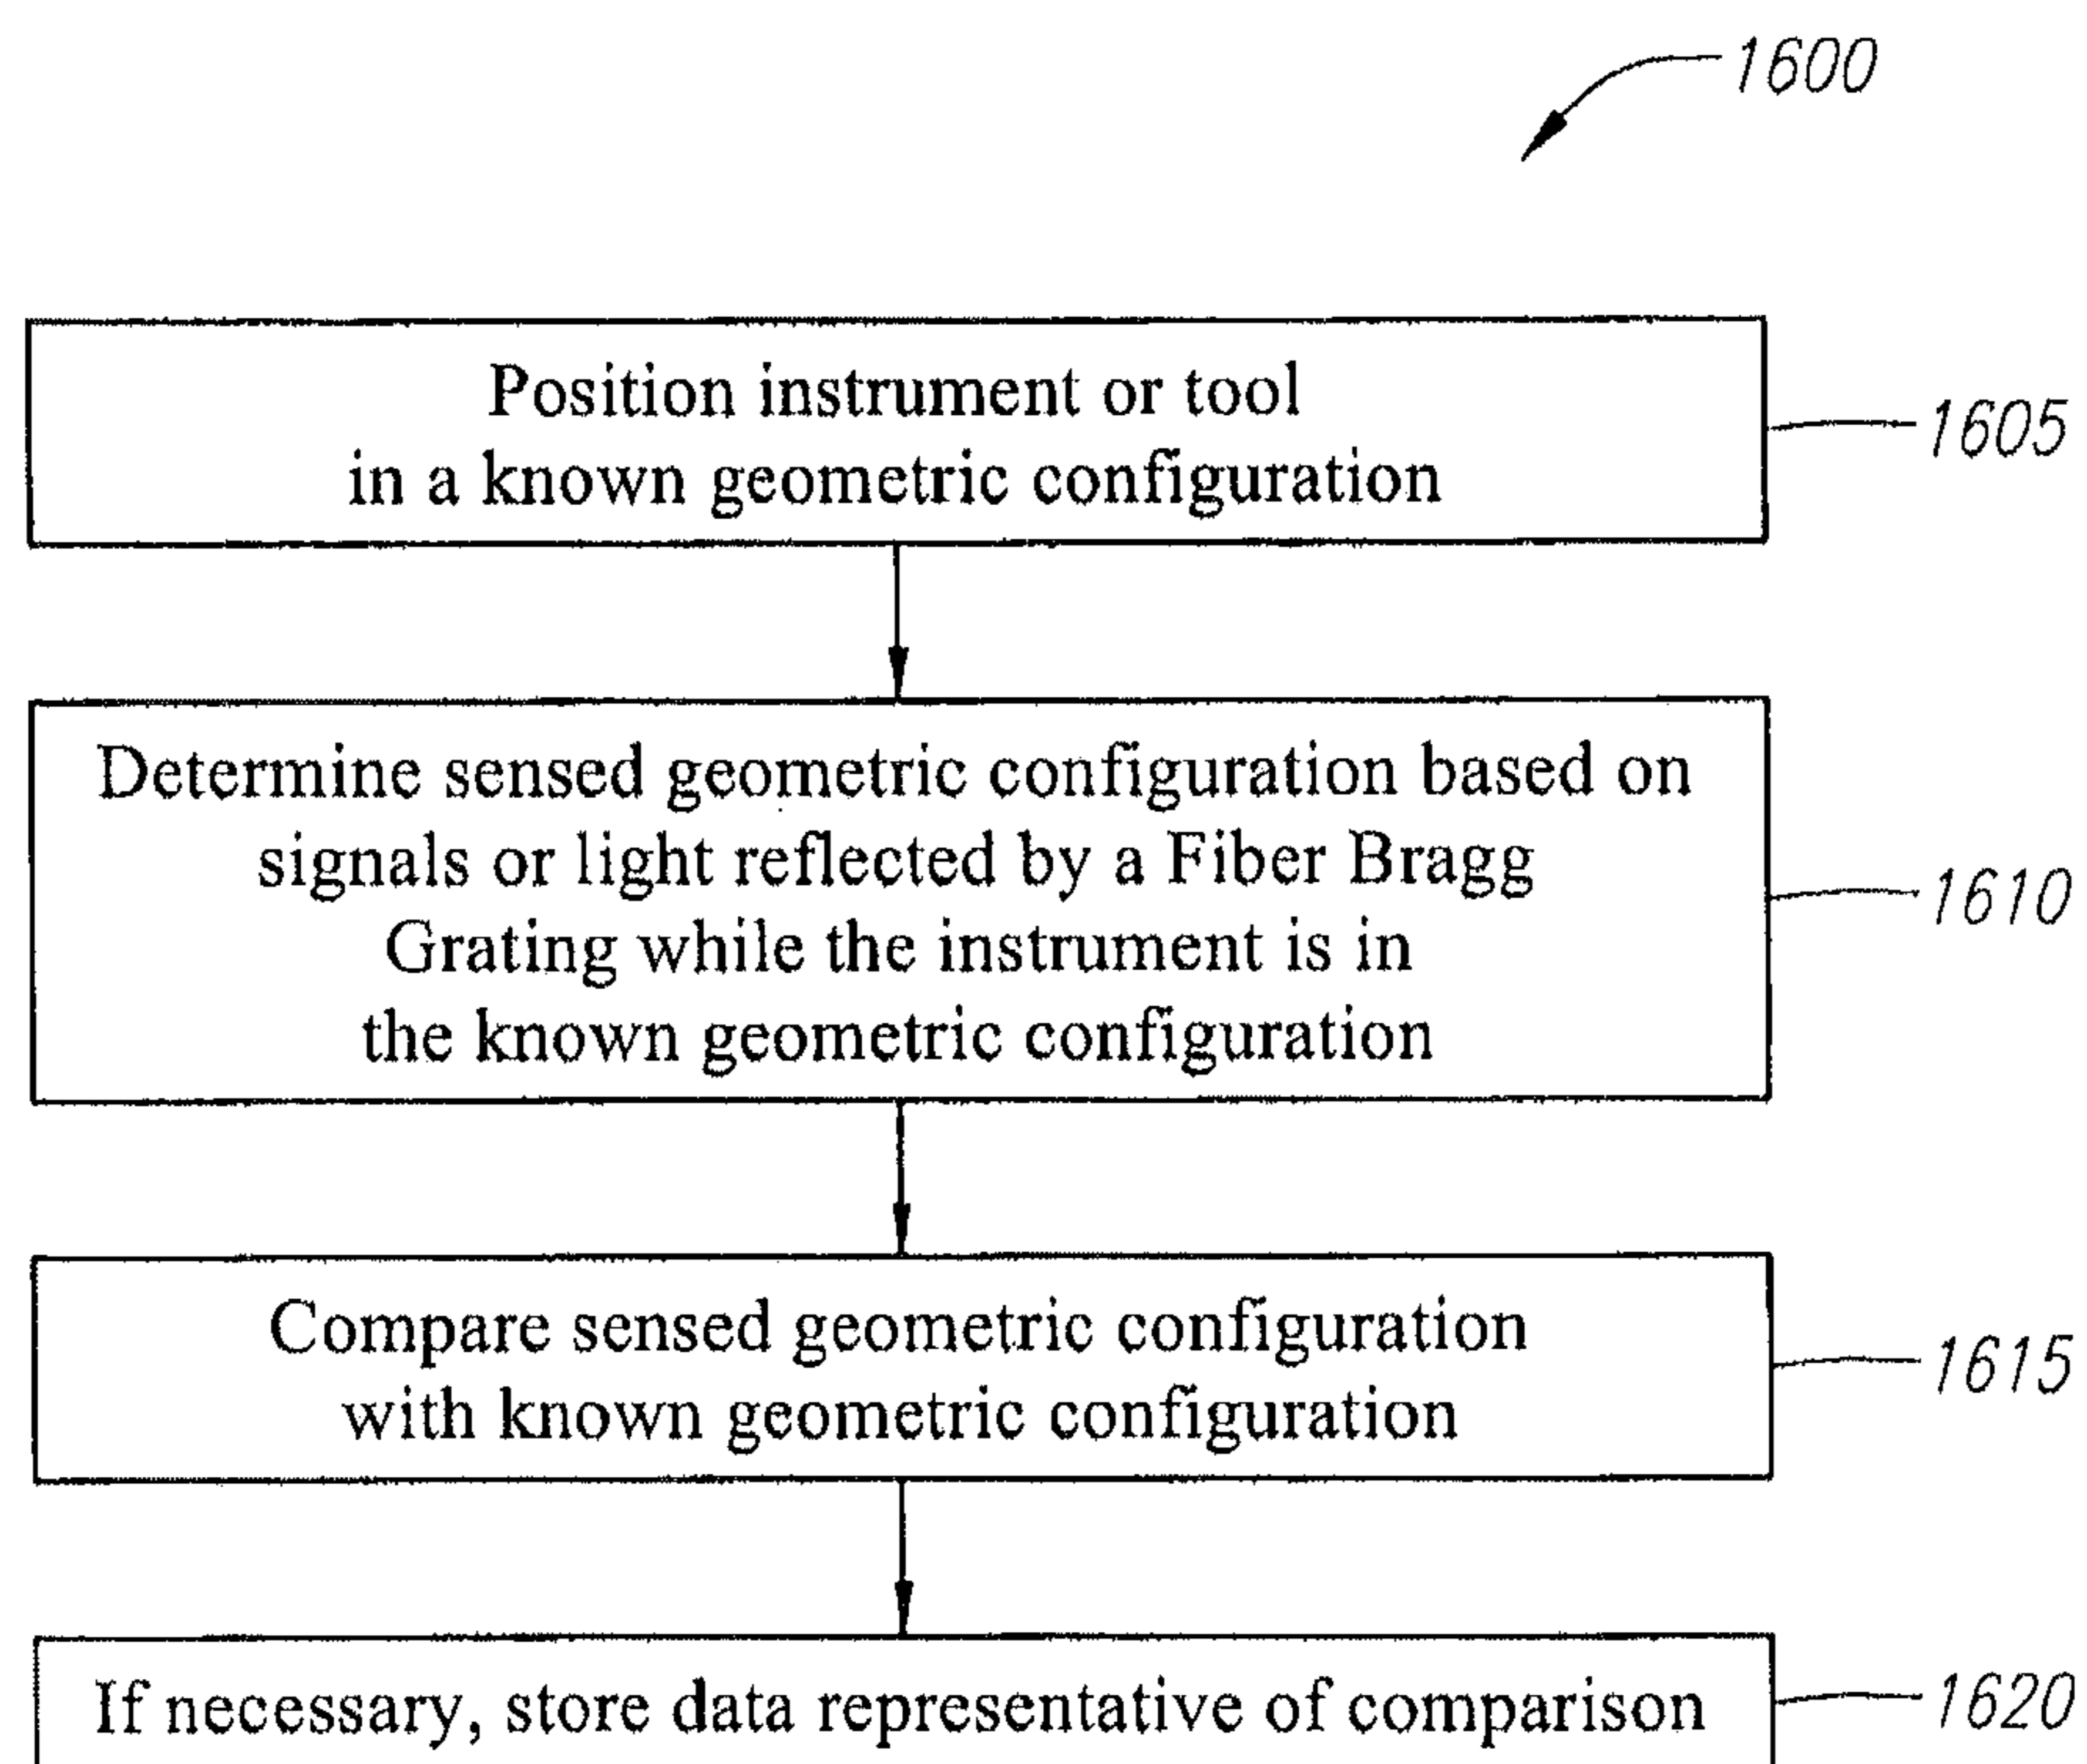 1600
Position instrument or tool
in a known geometric configuration
1605
Determine sensed geometric configuration based on
signals or light reflected by a Fiber Bragg
Grating while the instrument is in
the known geometric configuration
1610
Compare sensed geometric configuration
with known geometric configuration
1615
If necessary, store data representative of comparison
1620